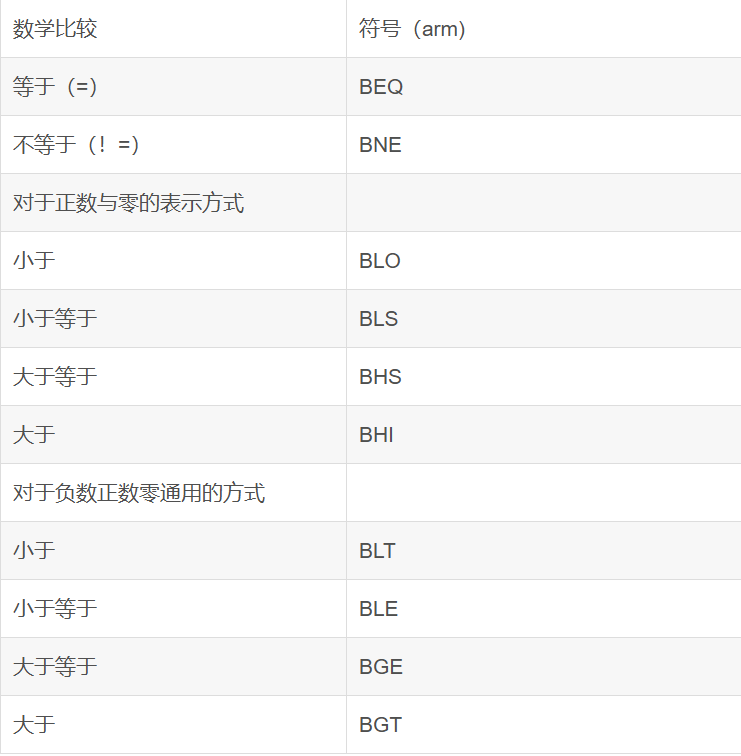 数学比较 符号（arm)
等于（=） BEQ
不等于（！=） BNE
对于正数与零的表示方式
小于 BLO
小于等于 BLS
大于等于 BHS
大于 BHI
对于负数正数零通用的方式
小于 BLT
小于等于 BLE
大于等于 BGE
大于 BGT